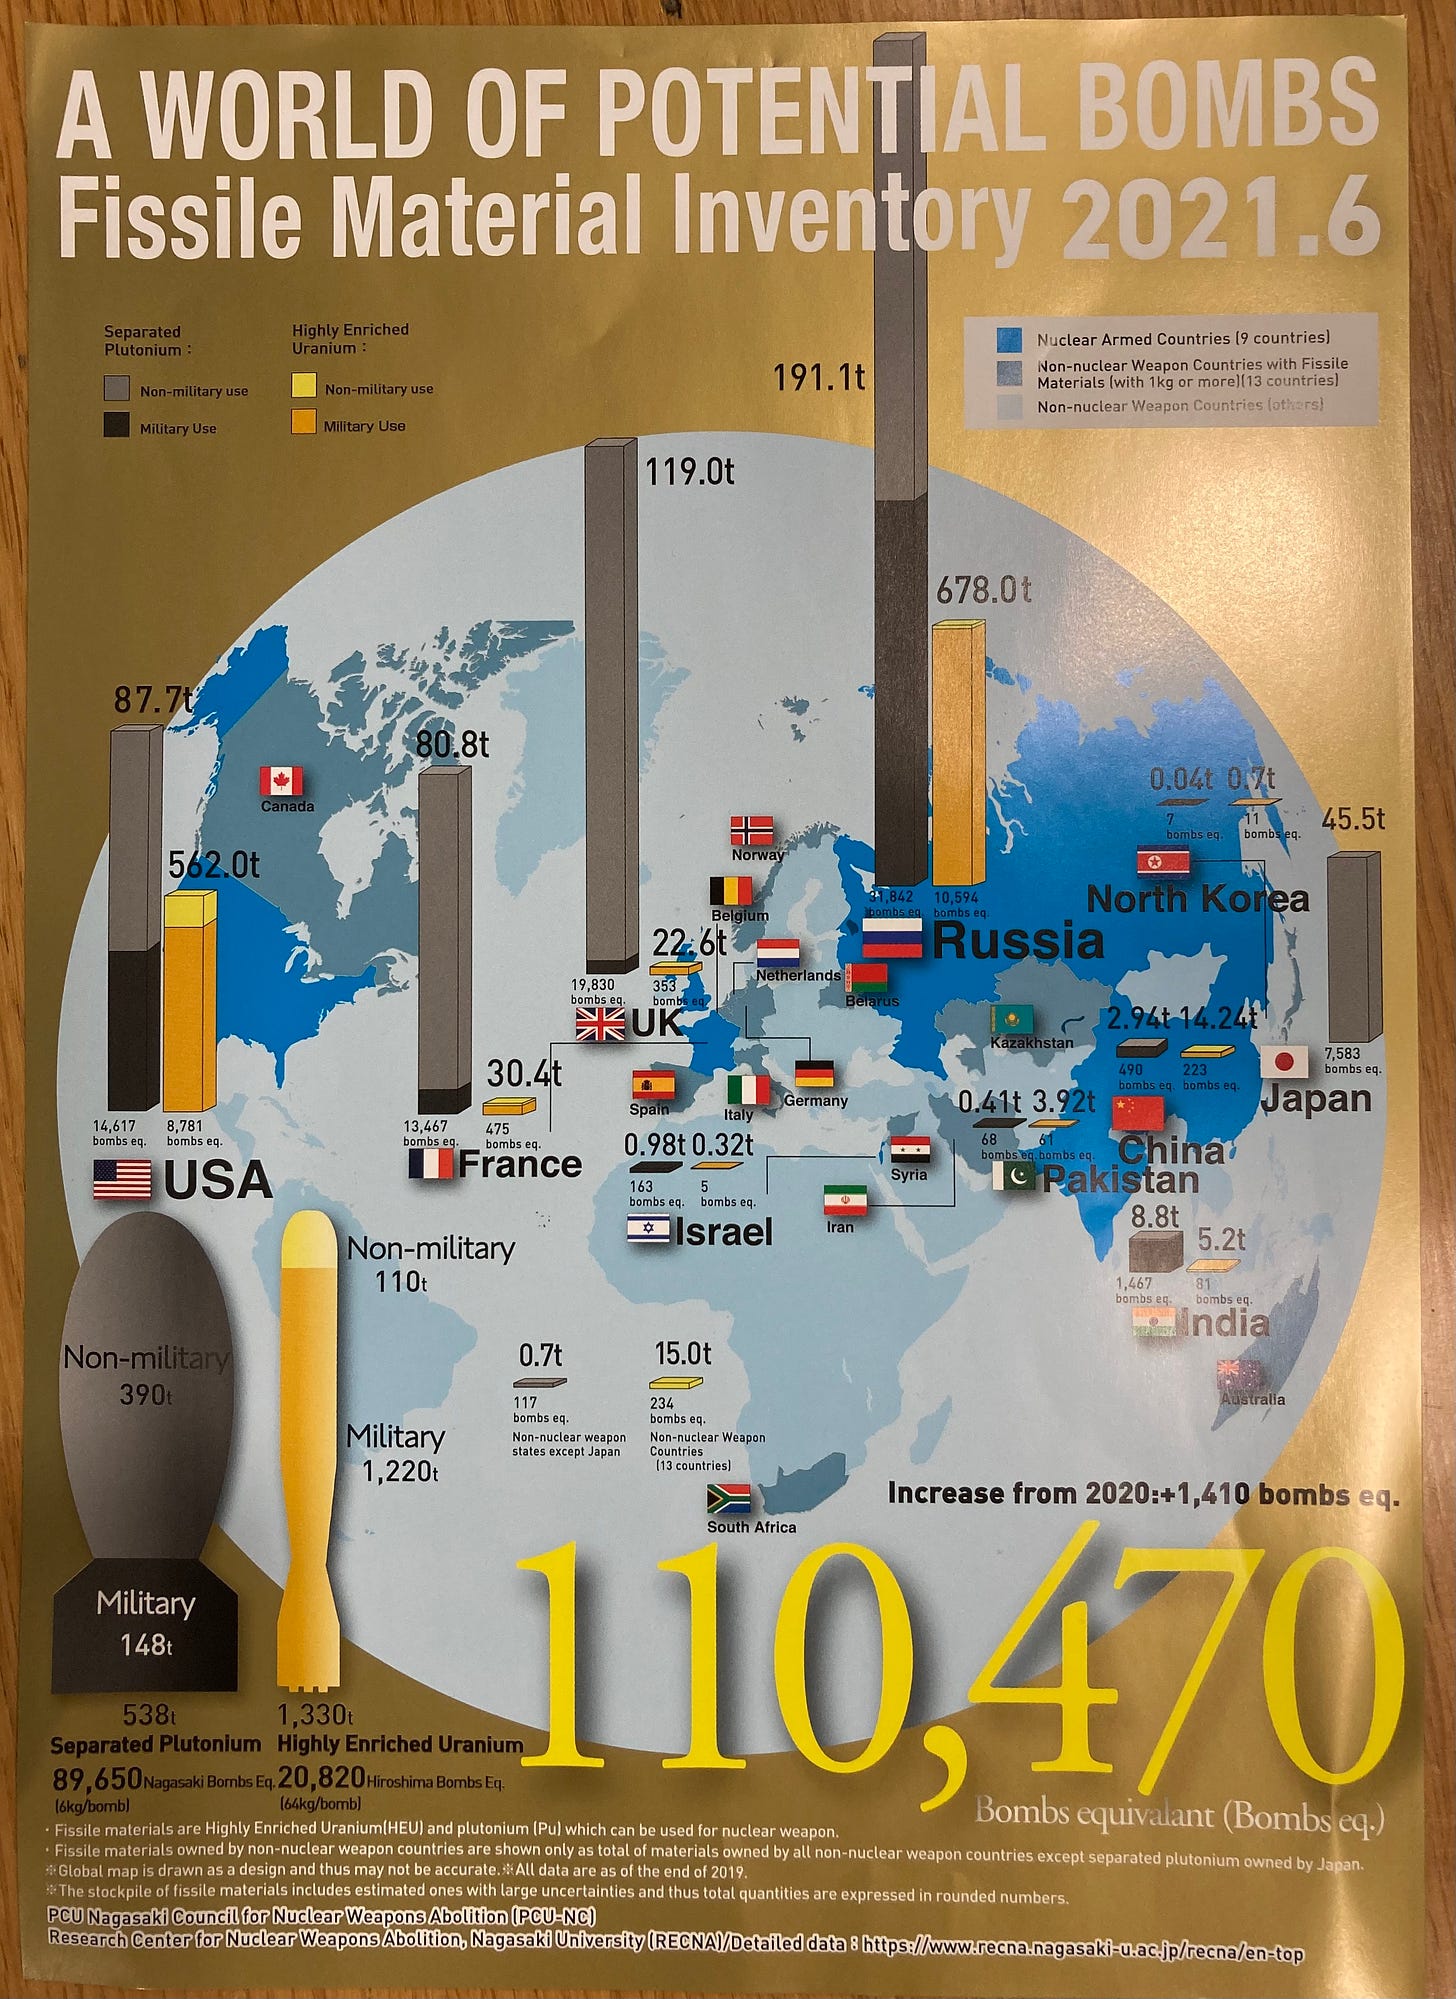 A WORLD OF POTENTIAL BOMBS
Fissile Material Inventory 2021.6
Separated
Plutonium :
Non-military use
Military Use
Highly Enriched
Uranium :
Non-military use
Military Use
Nuclear Armed Countries (9 countries)
Non-nuclear Weapon Countries with Fissile
Materials (with 1kg or more)(13 countries)
Non-nuclear Weapon Countries (others)
191.1t
119.0t
678.0t
87.7t
80.8t
562.0t
Canada
Norway
Belgium
Netherlands
Belarus
0.04t 0.7t
7
bombs eq.
11
bombs eq.
North Korea
45.5t
31,842
bombs eq.
10,594
bombs eq.
Russia
22.6t
19,830
bombs eq.
353
bombs eq.
UK
Kazakhstan
2.94t 14.24t
490
bombs eq.
223
bombs eq.
China
7,583
bombs eq.
Japan
30.4t
13,467
bombs eq.
475
bombs eq.
France
Spain
Italy
Germany
14,617
bombs eq.
8,781
bombs eq.
USA
0.41t 3.92t
68
bombs eq.
61
bombs eq.
Pakistan
0.98t 0.32t
163
bombs eq.
5
bombs eq.
Israel
Syria
Iran
8.8t
5.2t
1,467
bombs eq.
81
bombs eq.
India
Australia
Non-military
390t
Military
148t
Non-military
110t
Military
1,220t
0.7t
117
bombs eq.
Non-nuclear weapon
states except Japan
15.0t
234
bombs eq.
Non-nuclear Weapon
Countries
(13 countries)
South Africa
Increase from 2020:+1,410 bombs eq.
110,470
Bombs equivalant (Bombs eq.)
538t
Separated Plutonium
89,650 Nagasaki Bombs Eq.
(6kg/bomb)
1,330t
Highly Enriched Uranium
20,820 Hiroshima Bombs Eq.
(64kg/bomb)
・Fissile materials are Highly Enriched Uranium(HEU) and plutonium (Pu) which can be used for nuclear weapon.
・Fissile materials owned by non-nuclear weapon countries are shown only as total of materials owned by all non-nuclear weapon countries except separated plutonium owned by Japan.
※Global map is drawn as a design and thus may not be accurate.※All data are as of the end of 2019.
※The stockpile of fissile materials includes estimated ones with large uncertainties and thus total quantities are expressed in rounded numbers.
PCU Nagasaki Council for Nuclear Weapons Abolition (PCU-NC)
Research Center for Nuclear Weapons Abolition, Nagasaki University (RECNA)/Detailed data : https://www.recna.nagasaki-u.ac.jp/recna/en-top